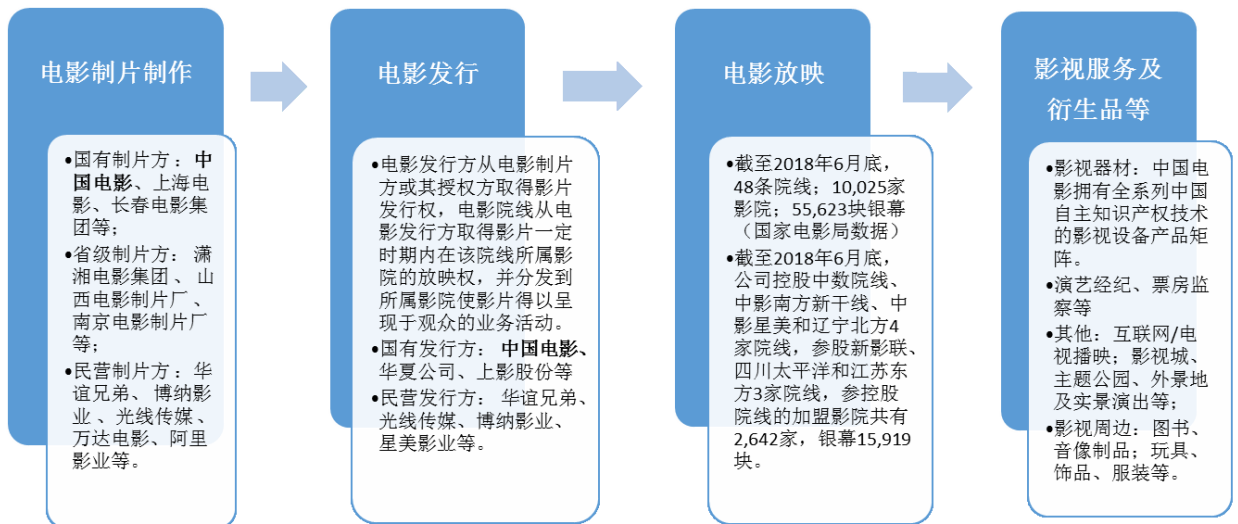 电影制片制作
•国有制片方：中
国电影、上海电
影、长春电影集
团等；
•省级制片方：潇
湘电影集团、山
西电影制片厂、
南京电影制片厂
等；
•民营制片方：华
谊兄弟、博纳影
业、光线传媒、
万达电影、阿里
影业等。
电影发行
•电影发行方从电影制片
方或其授权方取得影片
发行权，电影院线从电
影发行方取得影片一定
时期内在该院线所属影
院的放映权，并分发到
所属影院使影片得以呈
现于观众的业务活动。
•国有发行方：中国电影、
华夏公司、上影股份等
•民营发行方：华谊兄弟、
光线传媒、博纳影业、
星美影业等。
电影放映
•截至2018年6月底，
48条院线；10,025家
影院；55,623块银幕
（国家电影局数据）
•截至2018年6月底，
公司控股中数院线、
中影南方新干线、中
影星美和辽宁北方4
家院线，参股新影联、
四川太平洋和江苏东
方3家院线，参控股
院线的加盟影院共有
2,642家，银幕15,919
块。
影视服务及
衍生品等
•影视器材：中国电
影拥有全系列中国
自主知识产权技术
的影视设备产品矩
阵。
•演艺经纪、票房监
察等
•其他：互联网/电
视播映；影视城、
主题公园、外景地
及实景演出等；
•影视周边：图书、
音像制品；玩具、
饰品、服装等。